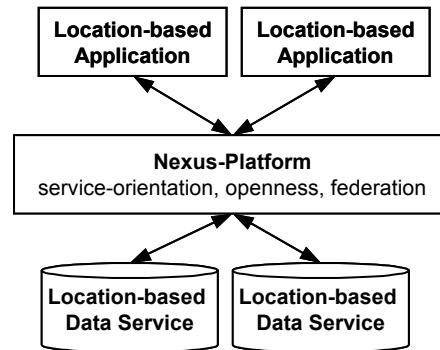 Location-based
Application
Location-based
Application
Nexus-Platform
service-orientation, openness, federation
Location-based
Data Service
Location-based
Data Service